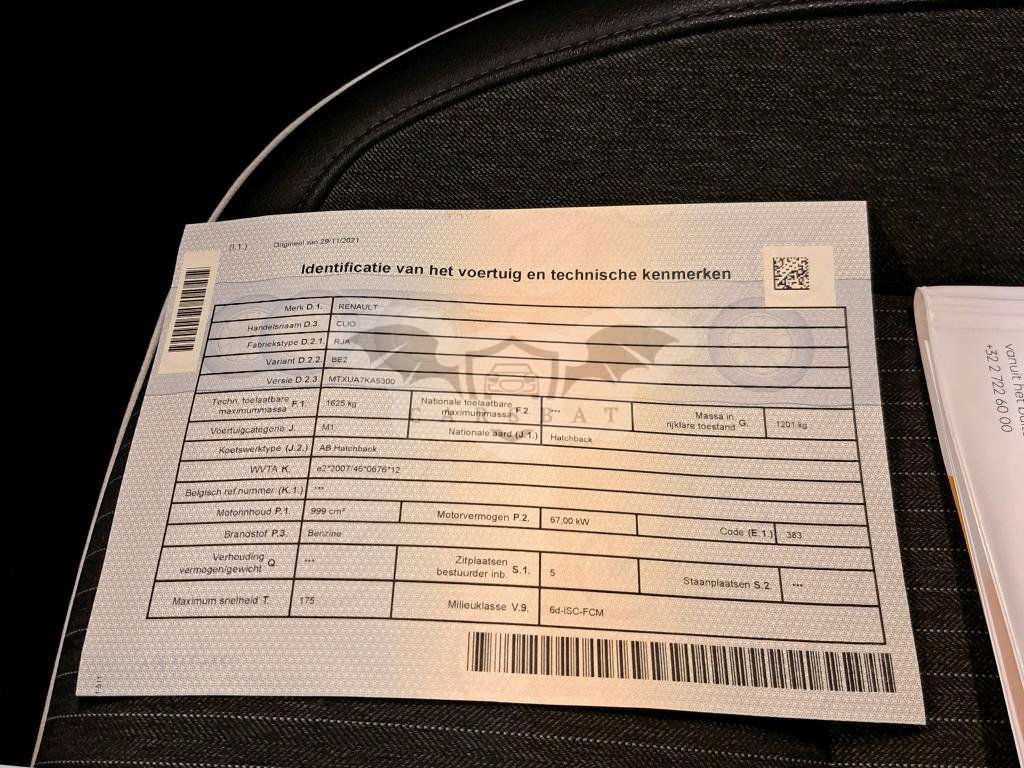 (I.1.) Origineel van 29/11/2021
Identificatie van het voertuig en technische kenmerken
Merk D.1. RENAULT
Handelsnaam D.3. CLIO
Fabriekstype D.2.1. RJA
Variant D.2.2. BE2
Versie D.2.3 MTXUA7KA5300
Techn. toelaatbare maximummassa F.1. 1625 kg Nationale toelaatbare maximummassa F.2. --- Massa in rijklare toestand G. 1201 kg
Voertuigcategorie J. M1 Nationale aard (J.1.) Hatchback
Koetswerktype (J.2.) AB Hatchback
WVTA K. e2*2007/46*0676*12
Belgisch ref.nummer (K.1.) ---
Motorinhoud P.1. 999 cm³ Motorvermogen P.2. 67,00 kW Code (E.1.) 383
Brandstof P.3. Benzine
Verhouding vermogen/gewicht Q. --- Zitplaatsen bestuurder inb. S.1. 5 Staanplaatsen S.2. ---
Maximum snelheid T. 175 Milieuklasse V.9. 6d-ISC-FCM
vanuit het
+32 2 722 60 00